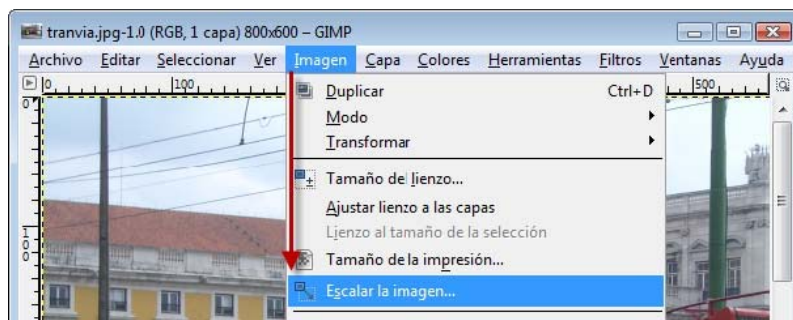 tranvia.jpg-1.0 (RGB, 1 capa) 800x600 – GIMP
Archivo Editar Seleccionar Ver Imagen Capa Colores Herramientas Filtros Ventanas Ayuda
0 100 500
0
Duplicar Ctrl+D
Modo
Transformar
Tamaño del lienzo...
Ajustar lienzo a las capas
Lienzo al tamaño de la selección
100
Tamaño de la impresión...
Escalar la imagen...